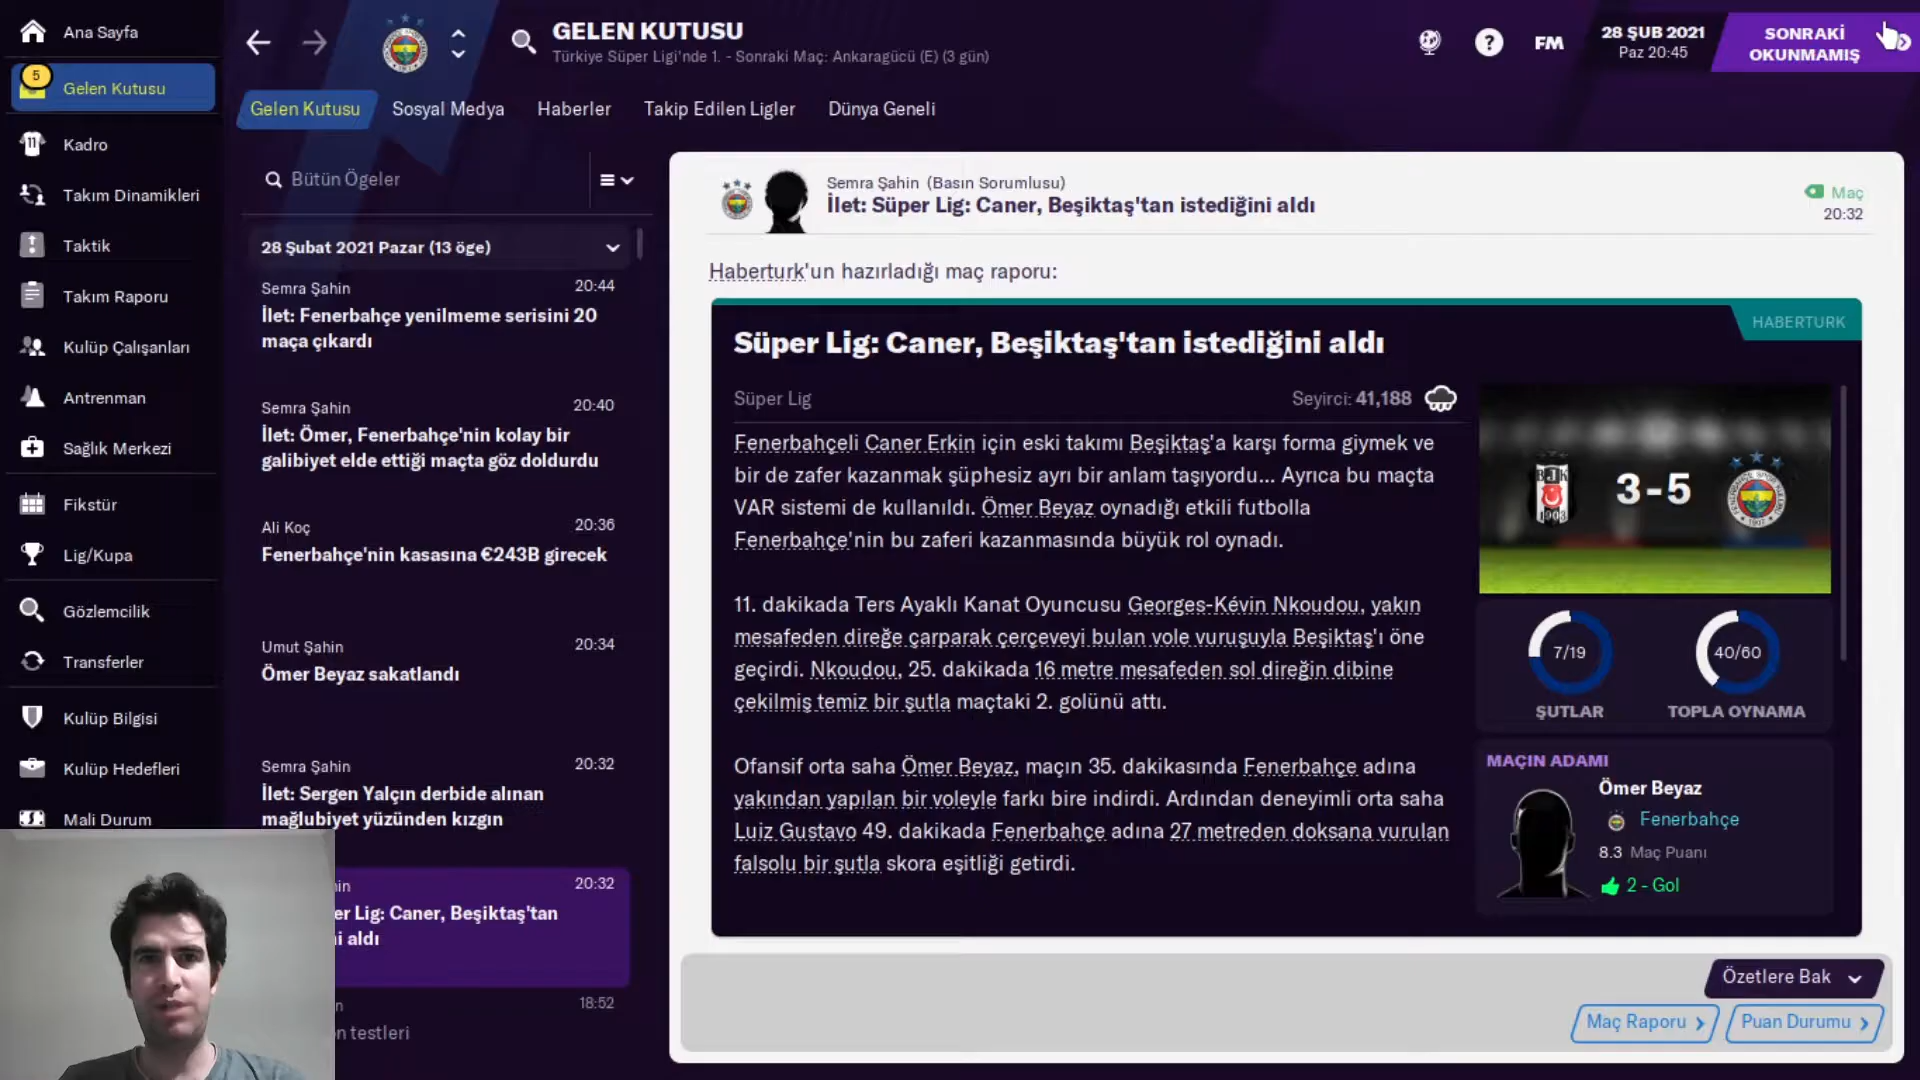 Ana Sayfa
5
Gelen Kutusu
Kadro
Takım Dinamikleri
Taktik
Takım Raporu
Kulüp Çalışanları
Antrenman
Sağlık Merkezi
Fikstür
Lig/Kupa
Gözlemcilik
Transferler
Kulüp Bilgisi
Kulüp Hedefleri
Mali Durum
GELEN KUTUSU
Türkiye Süper Ligi'nde 1. - Sonraki Maç: Ankaragücü (E) (3 gün)
FM
28 ŞUB 2021
Paz 20:45
SONRAKİ
OKUNMAMIŞ
Gelen Kutusu
Sosyal Medya
Haberler
Takip Edilen Ligler
Dünya Geneli
Bütün Ögeler
28 Şubat 2021 Pazar (13 öge)
Semra Şahin 20:44
İlet: Fenerbahçe yenilmeme serisini 20
maça çıkardı
Semra Şahin 20:40
İlet: Ömer, Fenerbahçe'nin kolay bir
galibiyet elde ettiği maçta göz doldurdu
Ali Koç 20:36
Fenerbahçe'nin kasasına €243B girecek
Umut Şahin 20:34
Ömer Beyaz sakatlandı
Semra Şahin 20:32
İlet: Sergen Yalçın derbide alınan
mağlubiyet yüzünden kızgın
in 20:32
er Lig: Caner, Beşiktaş'tan
i aldı
n 18:52
n testleri
Semra Şahin (Basın Sorumlusu)
İlet: Süper Lig: Caner, Beşiktaş'tan istediğini aldı
Maç
20:32
Haberturk'un hazırladığı maç raporu:
HABERTURK
Süper Lig: Caner, Beşiktaş'tan istediğini aldı
Süper Lig
Seyirci: 41,188
Fenerbahçeli Caner Erkin için eski takımı Beşiktaş'a karşı forma giymek ve
bir de zafer kazanmak şüphesiz ayrı bir anlam taşıyordu... Ayrıca bu maçta
VAR sistemi de kullanıldı. Ömer Beyaz oynadığı etkili futbolla
Fenerbahçe'nin bu zaferi kazanmasında büyük rol oynadı.
11. dakikada Ters Ayaklı Kanat Oyuncusu Georges-Kévin Nkoudou, yakın
mesafeden direğe çarparak çerçeveyi bulan vole vuruşuyla Beşiktaş'ı öne
geçirdi. Nkoudou, 25. dakikada 16 metre mesafeden sol direğin dibine
çekilmiş temiz bir şutla maçtaki 2. golünü attı.
Ofansif orta saha Ömer Beyaz, maçın 35. dakikasında Fenerbahçe adına
yakından yapılan bir voleyle farkı bire indirdi. Ardından deneyimli orta saha
Luiz Gustavo 49. dakikada Fenerbahçe adına 27 metreden doksana vurulan
falsolu bir şutla skora eşitliği getirdi.
BJK
1903
3-5
7/19
40/60
ŞUTLAR
TOPLA OYNAMA
MAÇIN ADAMI
Ömer Beyaz
Fenerbahçe
8.3 Maç Puanı
2 - Gol
Özetlere Bak
Maç Raporu
Puan Durumu